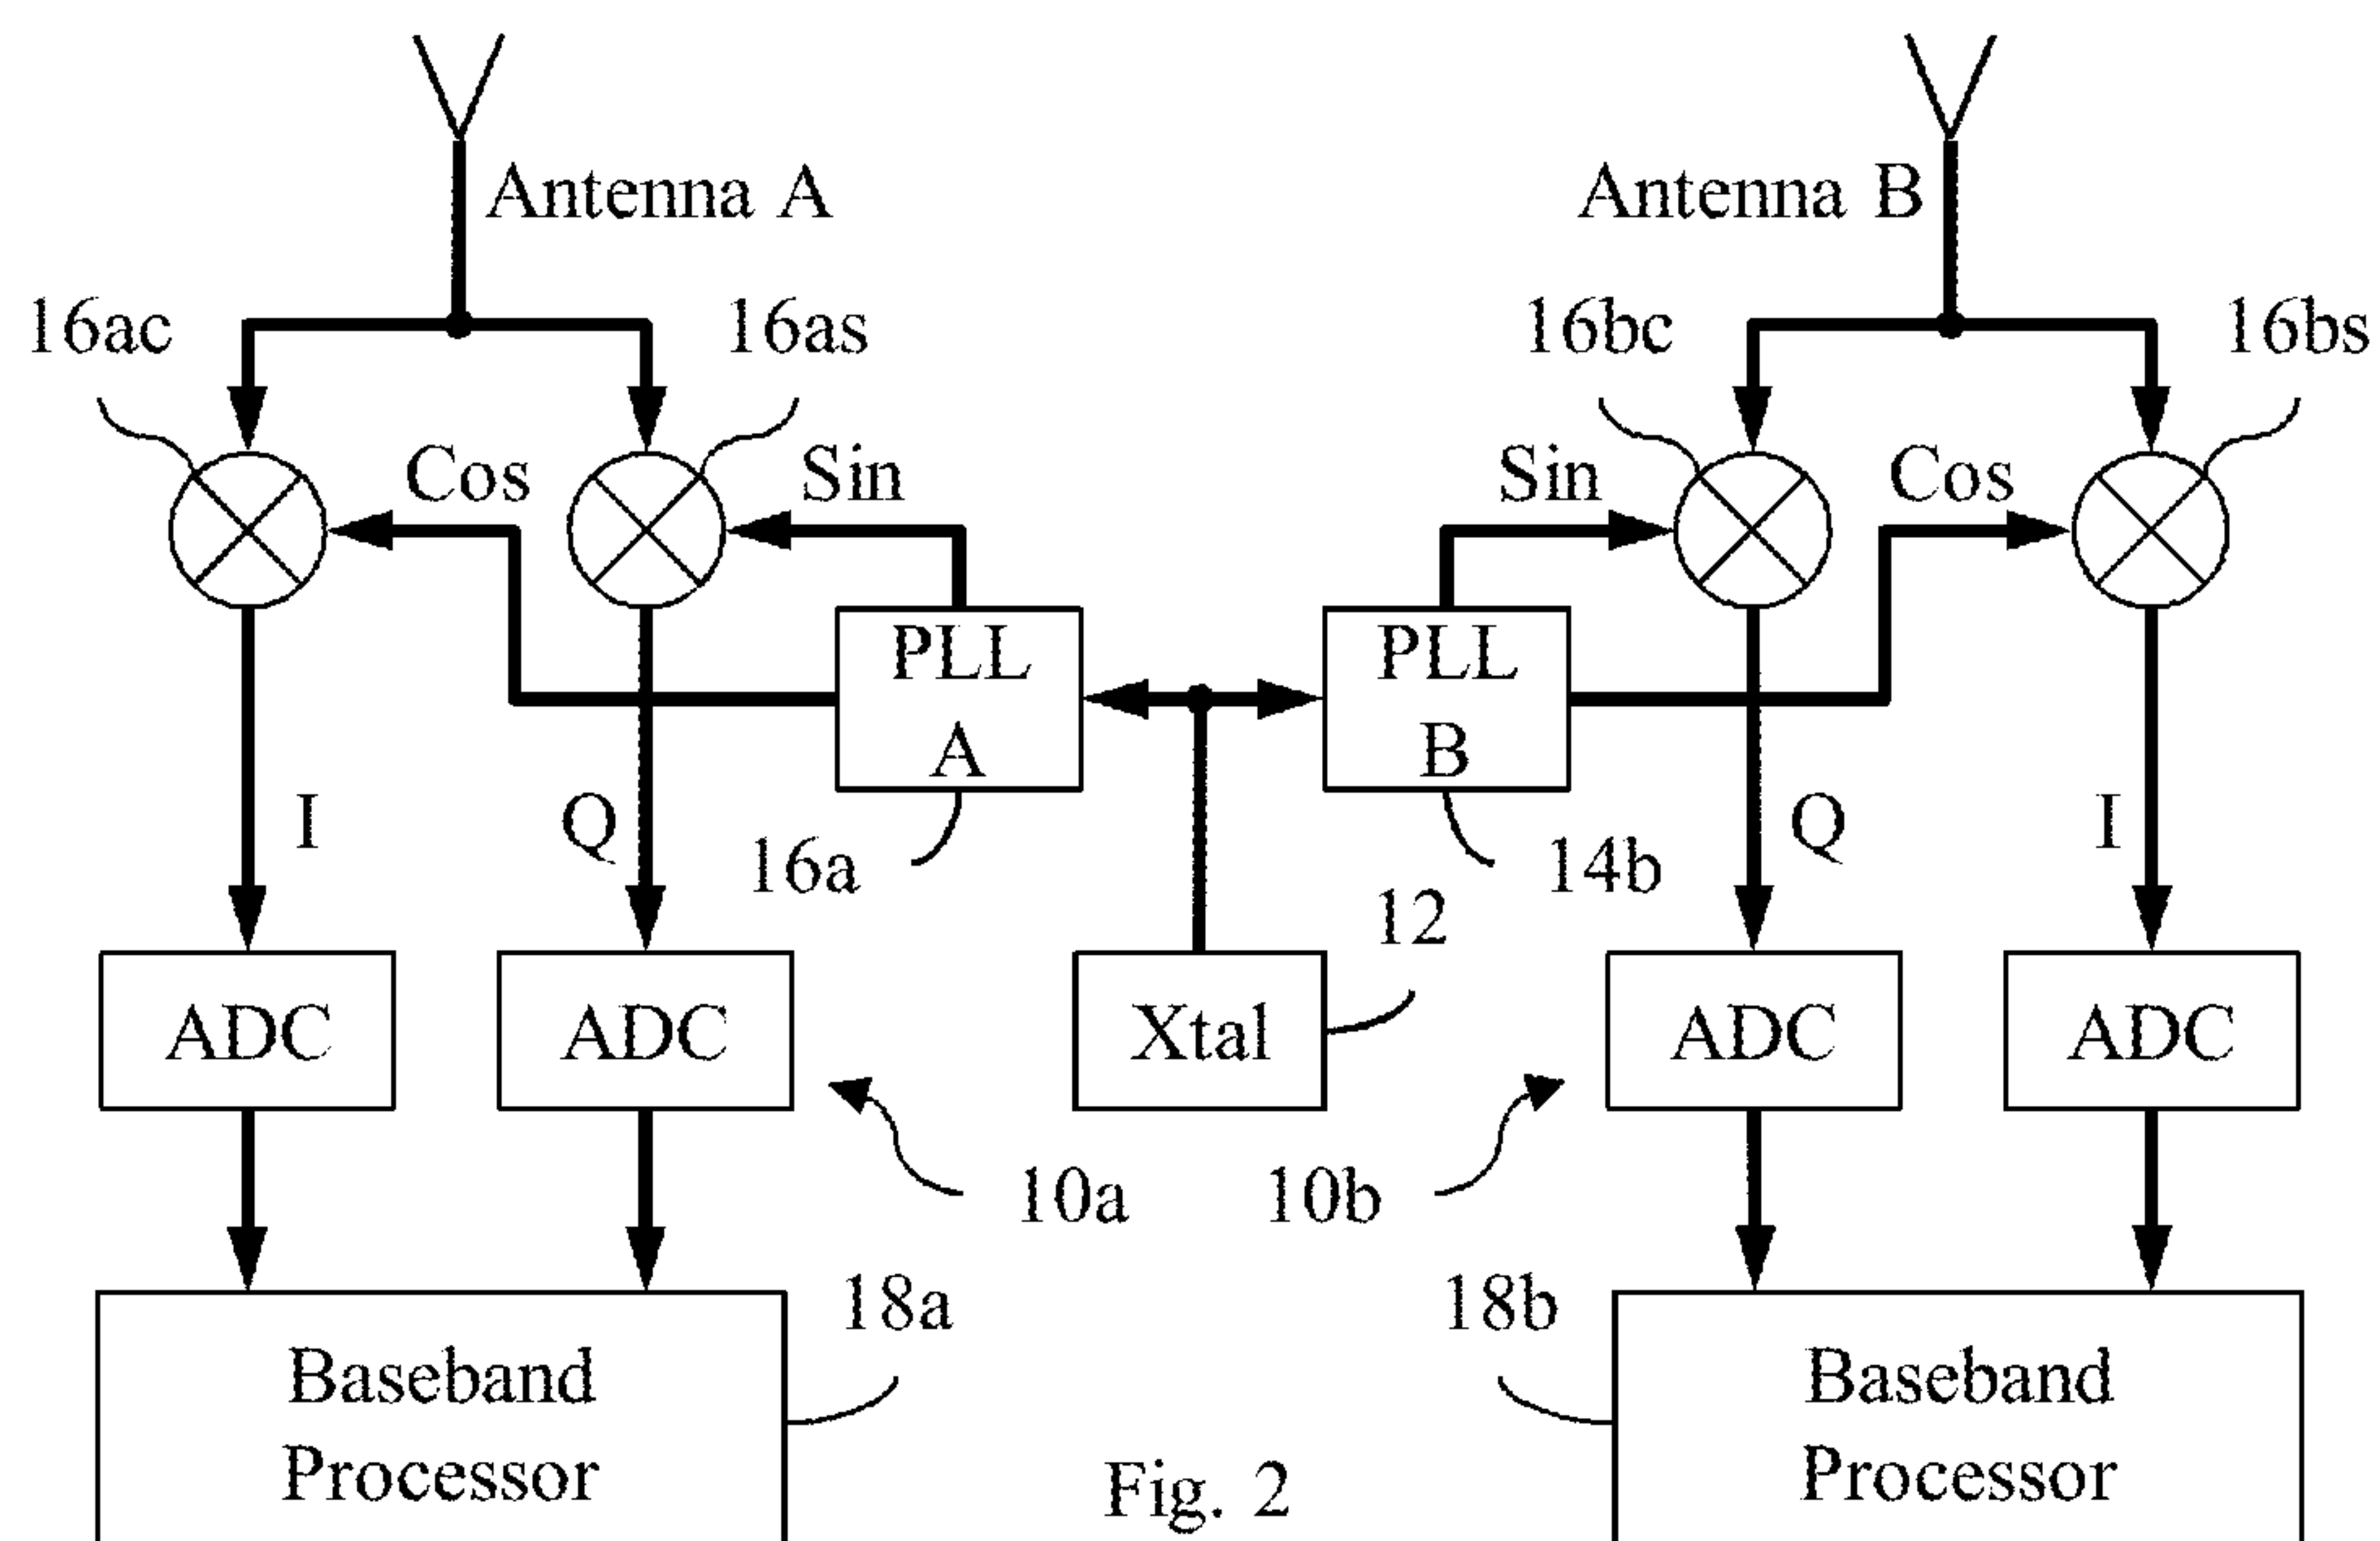 Antenna A
Antenna B
16ac
16as
16bc
16bs
Cos
Sin
Sin
Cos
PLL
A
PLL
B
I
Q
16a
14b
Q
I
12
ADC
ADC
Xtal
ADC
ADC
10a
10b
18a
18b
Baseband
Processor
Baseband
Processor
Fig. 2